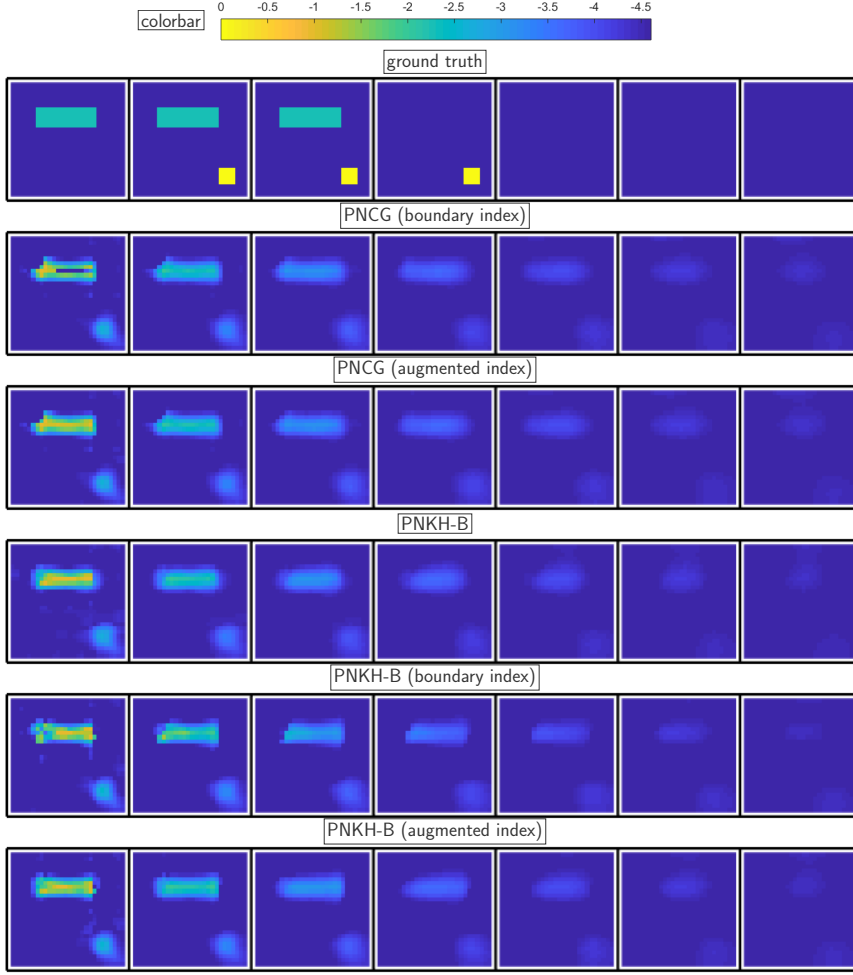 colorbar
0 -0.5 -1 -1.5 -2 -2.5 -3 -3.5 -4 -4.5
ground truth
PNCG (boundary index)
PNCG (augmented index)
PNKH-B
PNKH-B (boundary index)
PNKH-B (augmented index)